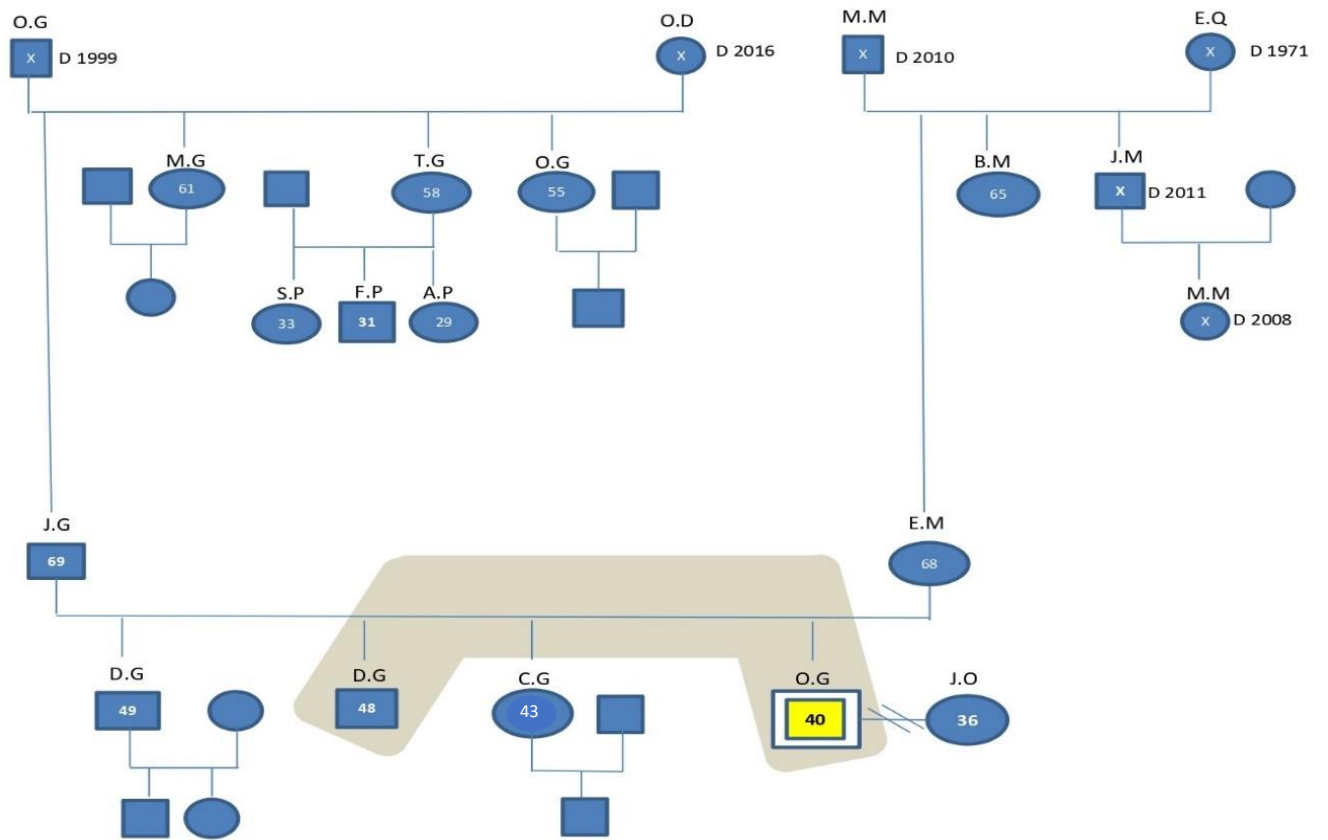 O.G O.D M.M E.Q
X D 1999 X D 2016 X D 2010 X D 1971
M.G T.G O.G B.M J.M
61 58 55 65 X D 2011
S.P F.P A.P M.M
33 31 29 X D 2008
J.G E.M
69 68
D.G D.G C.G O.G J.O
49 48 43 40 36